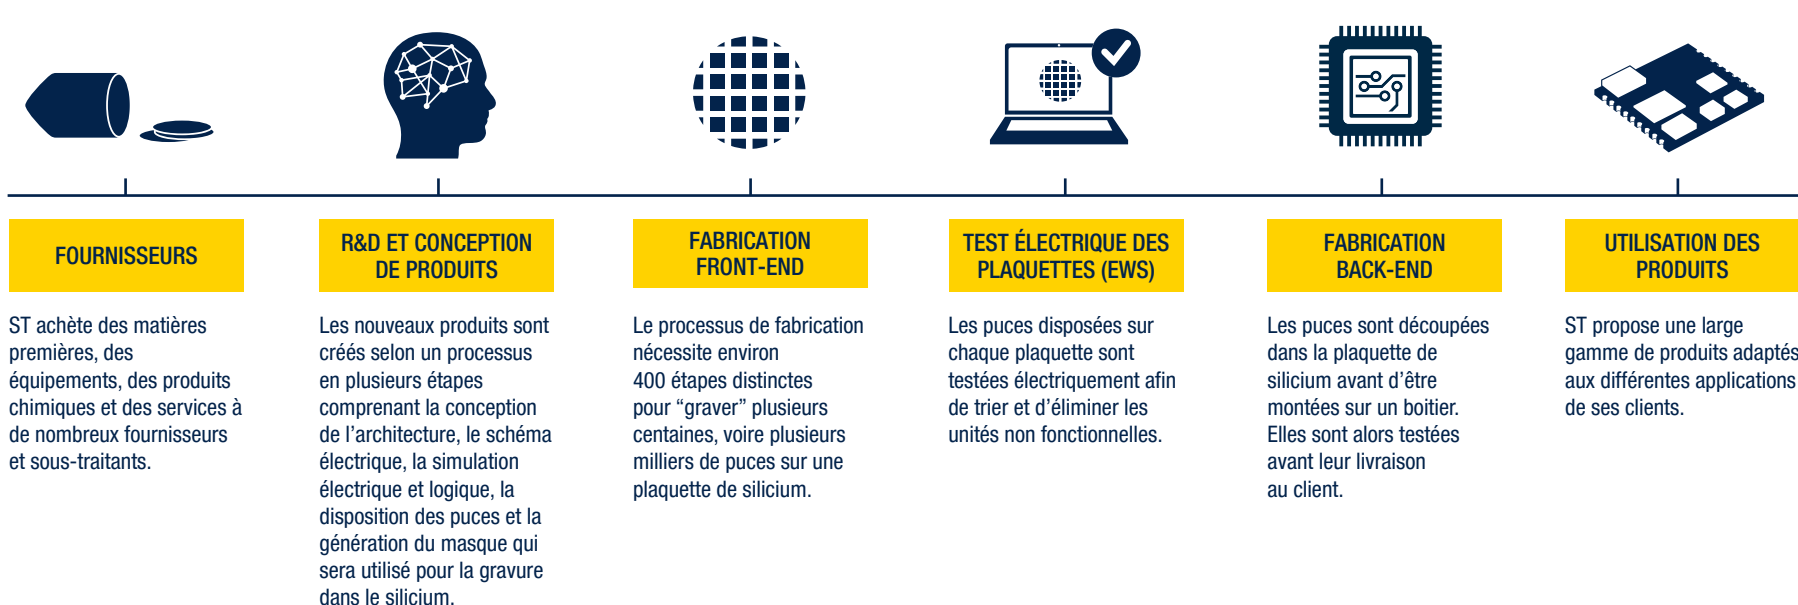 FOURNISSEURS
ST achète des matières
premières, des
équipements, des produits
chimiques et des services à
de nombreux fournisseurs
et sous-traitants.
R&D ET CONCEPTION
DE PRODUITS
Les nouveaux produits sont
créés selon un processus
en plusieurs étapes
comprenant la conception
de l’architecture, le schéma
électrique, la simulation
électrique et logique, la
disposition des puces et la
génération du masque qui
sera utilisé pour la gravure
dans le silicium.
FABRICATION
FRONT-END
Le processus de fabrication
nécessite environ
400 étapes distinctes
pour “graver” plusieurs
centaines, voire plusieurs
milliers de puces sur une
plaquette de silicium.
TEST ÉLECTRIQUE DES
PLAQUETTES (EWS)
Les puces disposées sur
chaque plaquette sont
testées électriquement afin
de trier et d’éliminer les
unités non fonctionnelles.
FABRICATION
BACK-END
Les puces sont découpées
dans la plaquette de
silicium avant d’être
montées sur un boitier.
Elles sont alors testées
avant leur livraison
au client.
UTILISATION DES
PRODUITS
ST propose une large
gamme de produits adaptés
aux différentes applications
de ses clients.